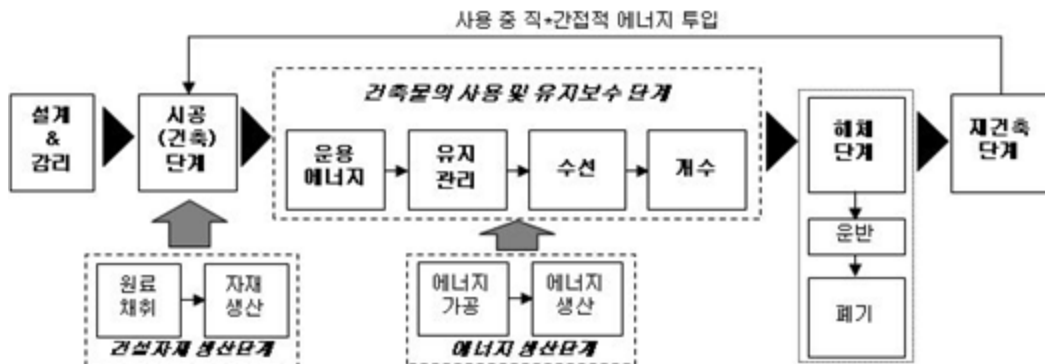 사용 중 직•간접적 에너지 투입
설계
&
감리
시공
(건축)
단계
건축물의 사용 및 유지보수 단계
운용
에너지
유지
관리
수선
개수
해체
단계
운반
폐기
재건축
단계
원료
채취
자재
생산
건설자재 생산단계
에너지
가공
에너지
생산
에너지 생산단계